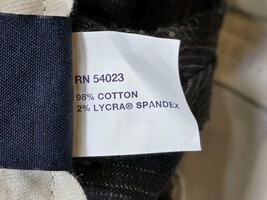 RN 54023
98% COTTON
2% LYCRA® SPANDEX